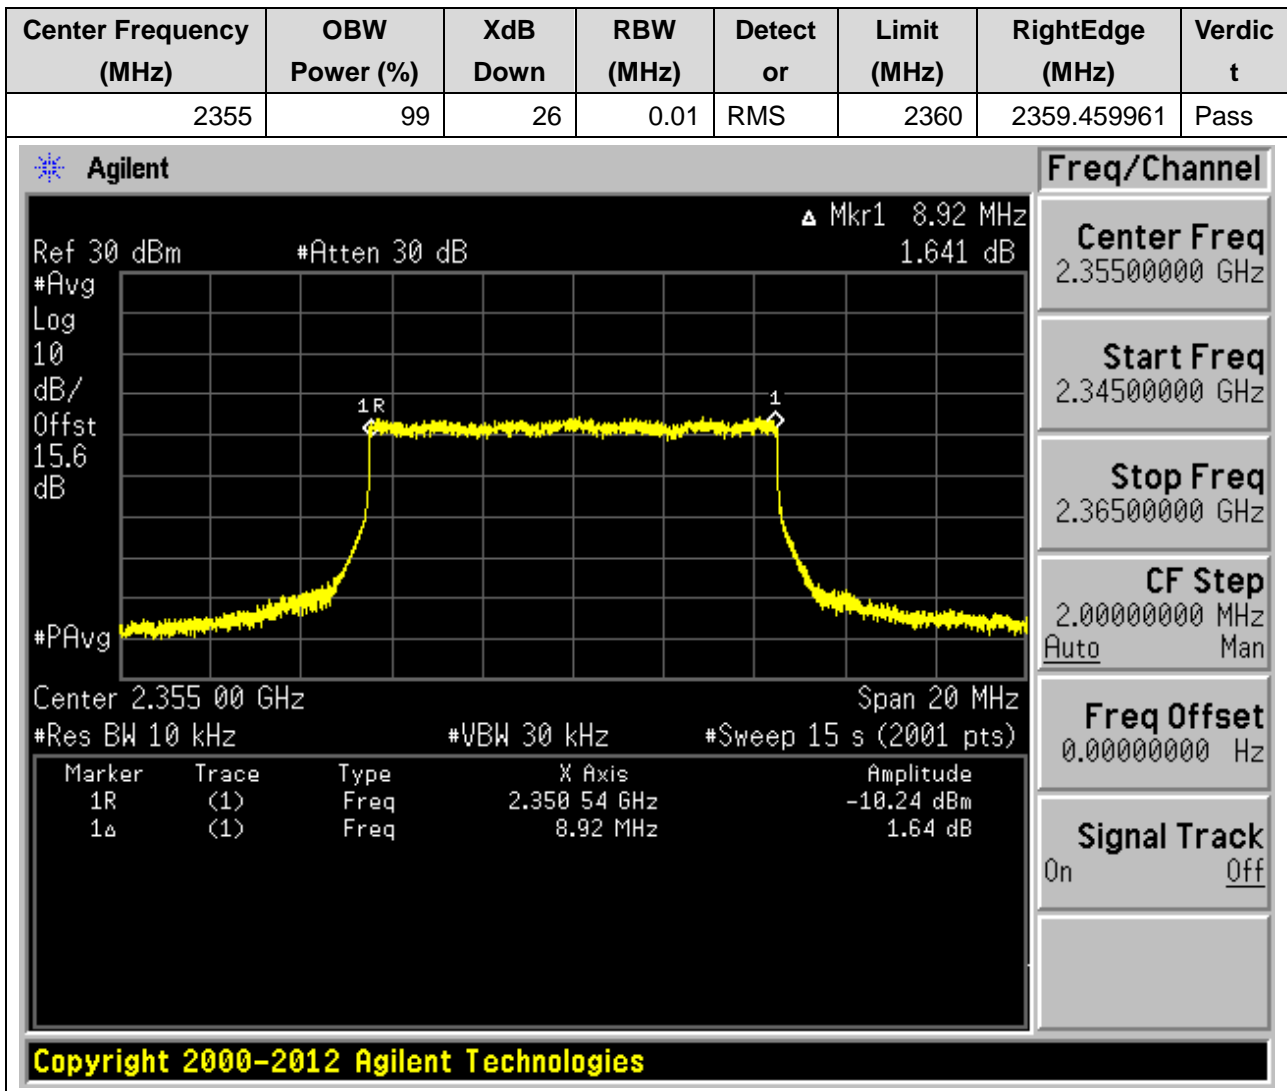 Center Frequency (MHz) OBW Power (%) XdB Down RBW (MHz) Detect or Limit (MHz) RightEdge (MHz) Verdic t
2355 99 26 0.01 RMS 2360 2359.459961 Pass
Agilent
Freq/Channel
Δ Mkr1 8.92 MHz
Ref 30 dBm #Atten 30 dB 1.641 dB
#Avg
Log
10
dB/
Offst
15.6
dB
1R
1
#PAvg
Center 2.355 00 GHz Span 20 MHz
#Res BW 10 kHz #VBW 30 kHz #Sweep 15 s (2001 pts)
Marker Trace Type X Axis Amplitude
1R (1) Freq 2.350 54 GHz -10.24 dBm
1Δ (1) Freq 8.92 MHz 1.64 dB
Center Freq
2.35500000 GHz
Start Freq
2.34500000 GHz
Stop Freq
2.36500000 GHz
CF Step
2.00000000 MHz
Auto Man
Freq Offset
0.00000000 Hz
Signal Track
On Off
Copyright 2000-2012 Agilent Technologies